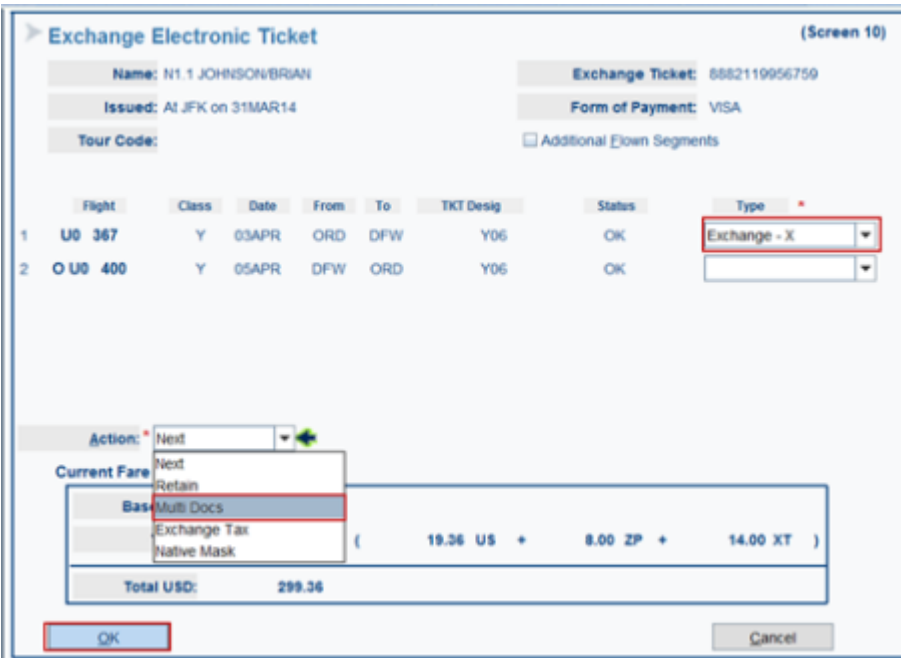 Exchange Electronic Ticket (Screen 10)
Name: N1.1 JOHNSON/BRIAN Exchange Ticket: 8882119956759
Issued: At JFK on 31MAR14 Form of Payment: VISA
Tour Code: Additional Flown Segments
Flight Class Date From To TKT Desig Status Type *
1 U0 367 Y 03APR ORD DFW Y06 OK Exchange - X
2 O U0 400 Y 05APR DFW ORD Y06 OK
Action: * Next
Next
Current Fare
Retain
Base Multi Docs
Exchange Tax
( 19.36 US + 8.00 ZP + 14.00 XT )
Native Mask
Total USD: 299.36
OK Cancel